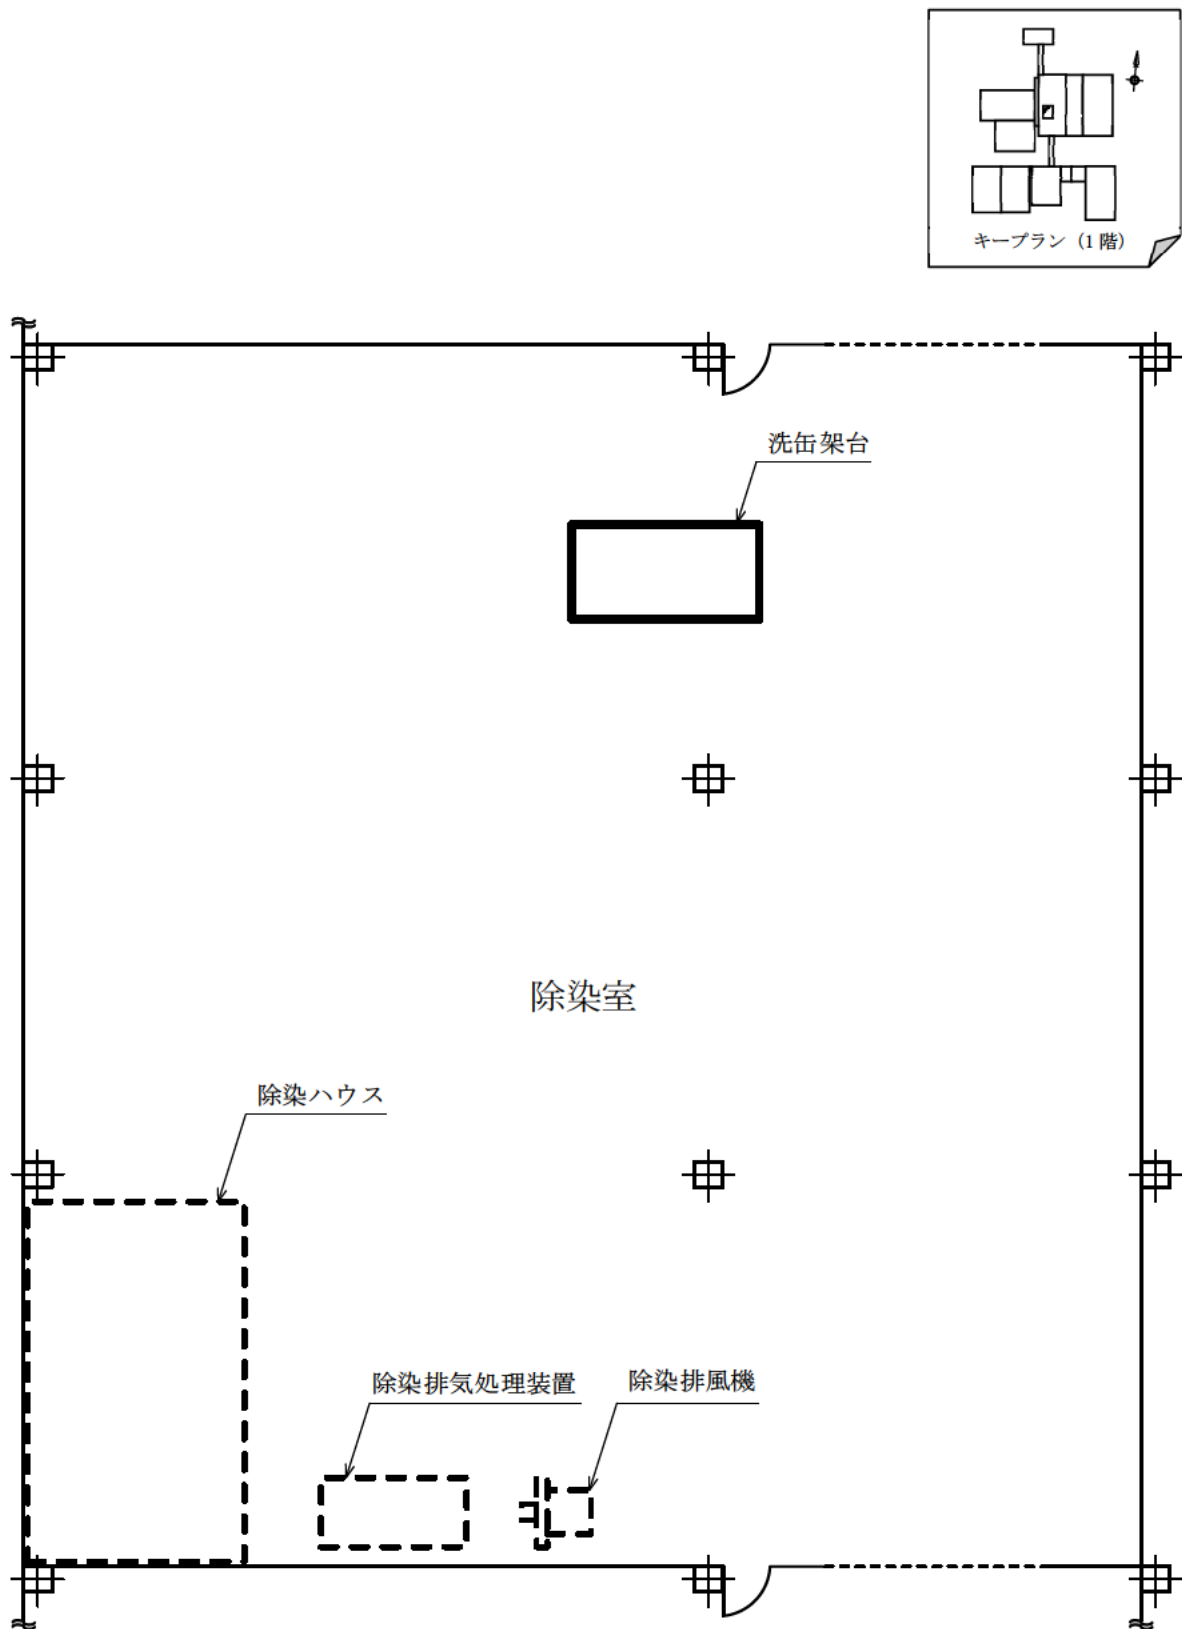 キープラン（1 階）
洗缶架台
除染室
除染ハウス
除染排気処理装置
除染排風機